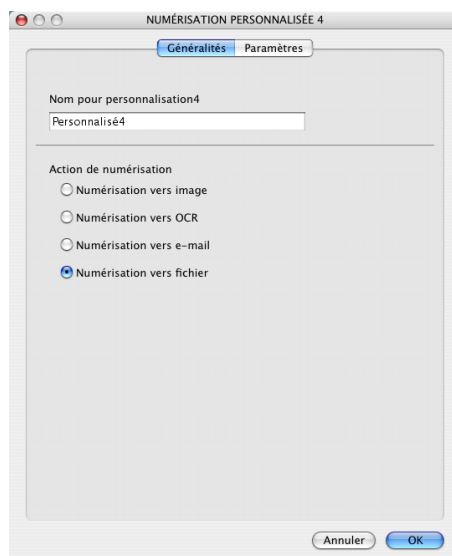 NUMÉRISATION PERSONNALISÉE 4
Généralités Paramètres
Nom pour personnalisation4
Personnalisé4
Action de numérisation
Numérisation vers image
Numérisation vers OCR
Numérisation vers e-mail
Numérisation vers fichier
Annuler OK